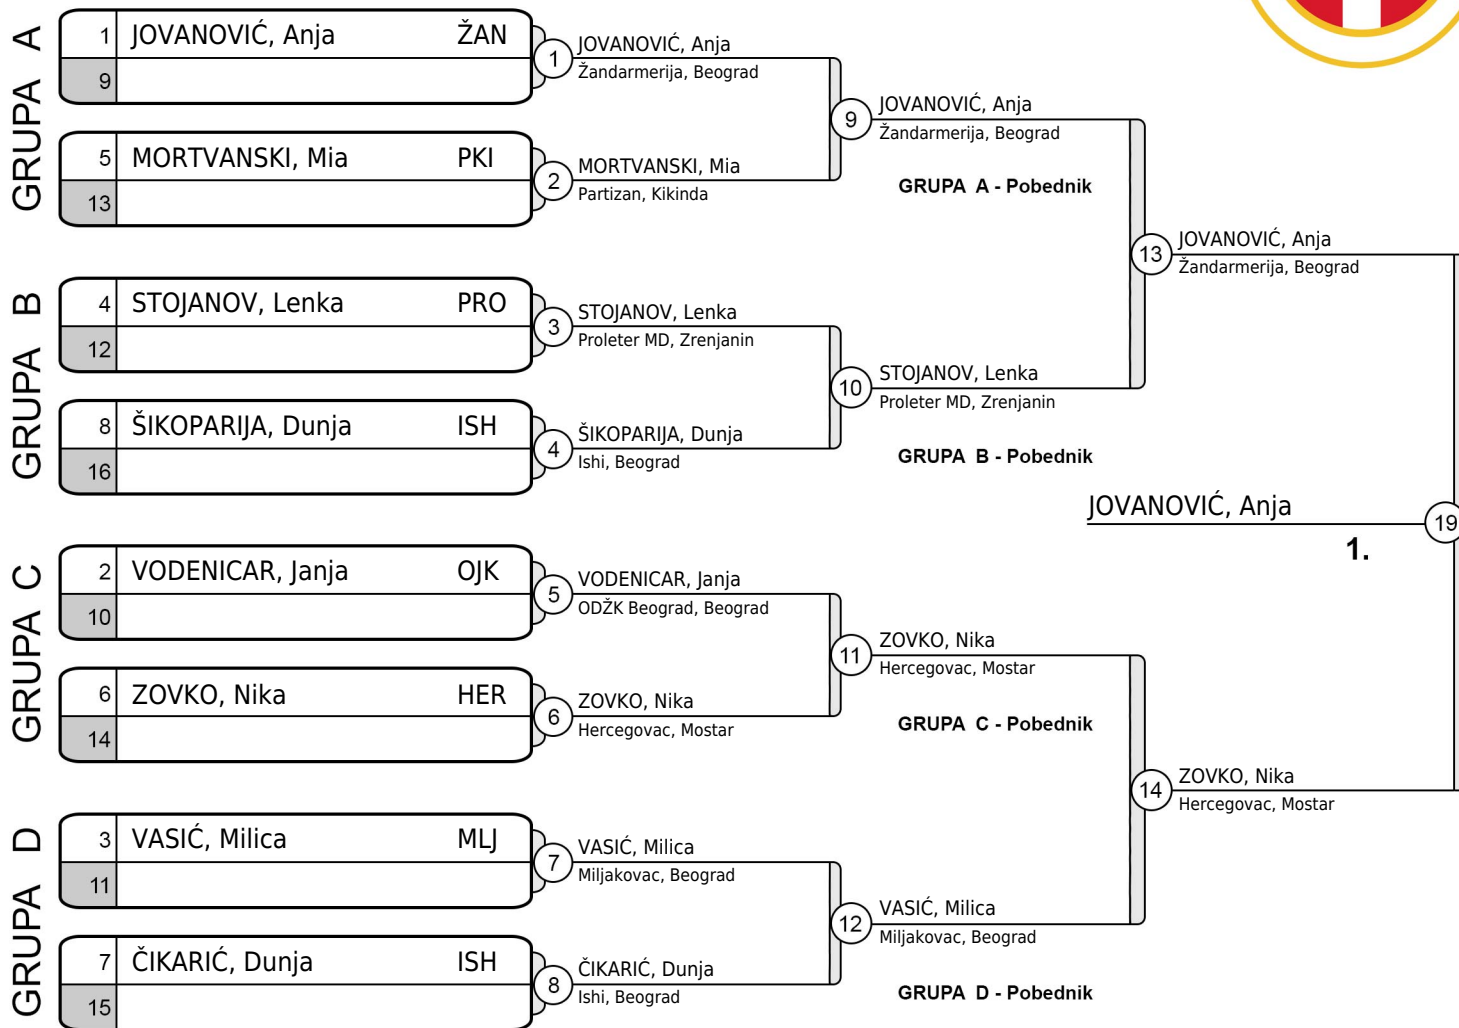 GRUPA A
1 JOVANOVIĆ, Anja ŽAN
9
5 MORTVANSKI, Mia PKI
13
1 JOVANOVIĆ, Anja
Žandarmerija, Beograd
2 MORTVANSKI, Mia
Partizan, Kikinda
9 JOVANOVIĆ, Anja
Žandarmerija, Beograd
GRUPA A - Pobednik
GRUPA B
4 STOJANOV, Lenka PRO
12
8 ŠIKOPARIJA, Dunja ISH
16
3 STOJANOV, Lenka
Proleter MD, Zrenjanin
4 ŠIKOPARIJA, Dunja
Ishi, Beograd
10 STOJANOV, Lenka
Proleter MD, Zrenjanin
GRUPA B - Pobednik
13 JOVANOVIĆ, Anja
Žandarmerija, Beograd
JOVANOVIĆ, Anja 19
1.
GRUPA C
2 VODENICAR, Janja OJK
10
6 ZOVKO, Nika HER
14
5 VODENICAR, Janja
ODŽK Beograd, Beograd
6 ZOVKO, Nika
Hercegovac, Mostar
11 ZOVKO, Nika
Hercegovac, Mostar
GRUPA C - Pobednik
GRUPA D
3 VASIĆ, Milica MLJ
11
7 ČIKARIĆ, Dunja ISH
15
7 VASIĆ, Milica
Miljakovac, Beograd
8 ČIKARIĆ, Dunja
Ishi, Beograd
12 VASIĆ, Milica
Miljakovac, Beograd
GRUPA D - Pobednik
14 ZOVKO, Nika
Hercegovac, Mostar